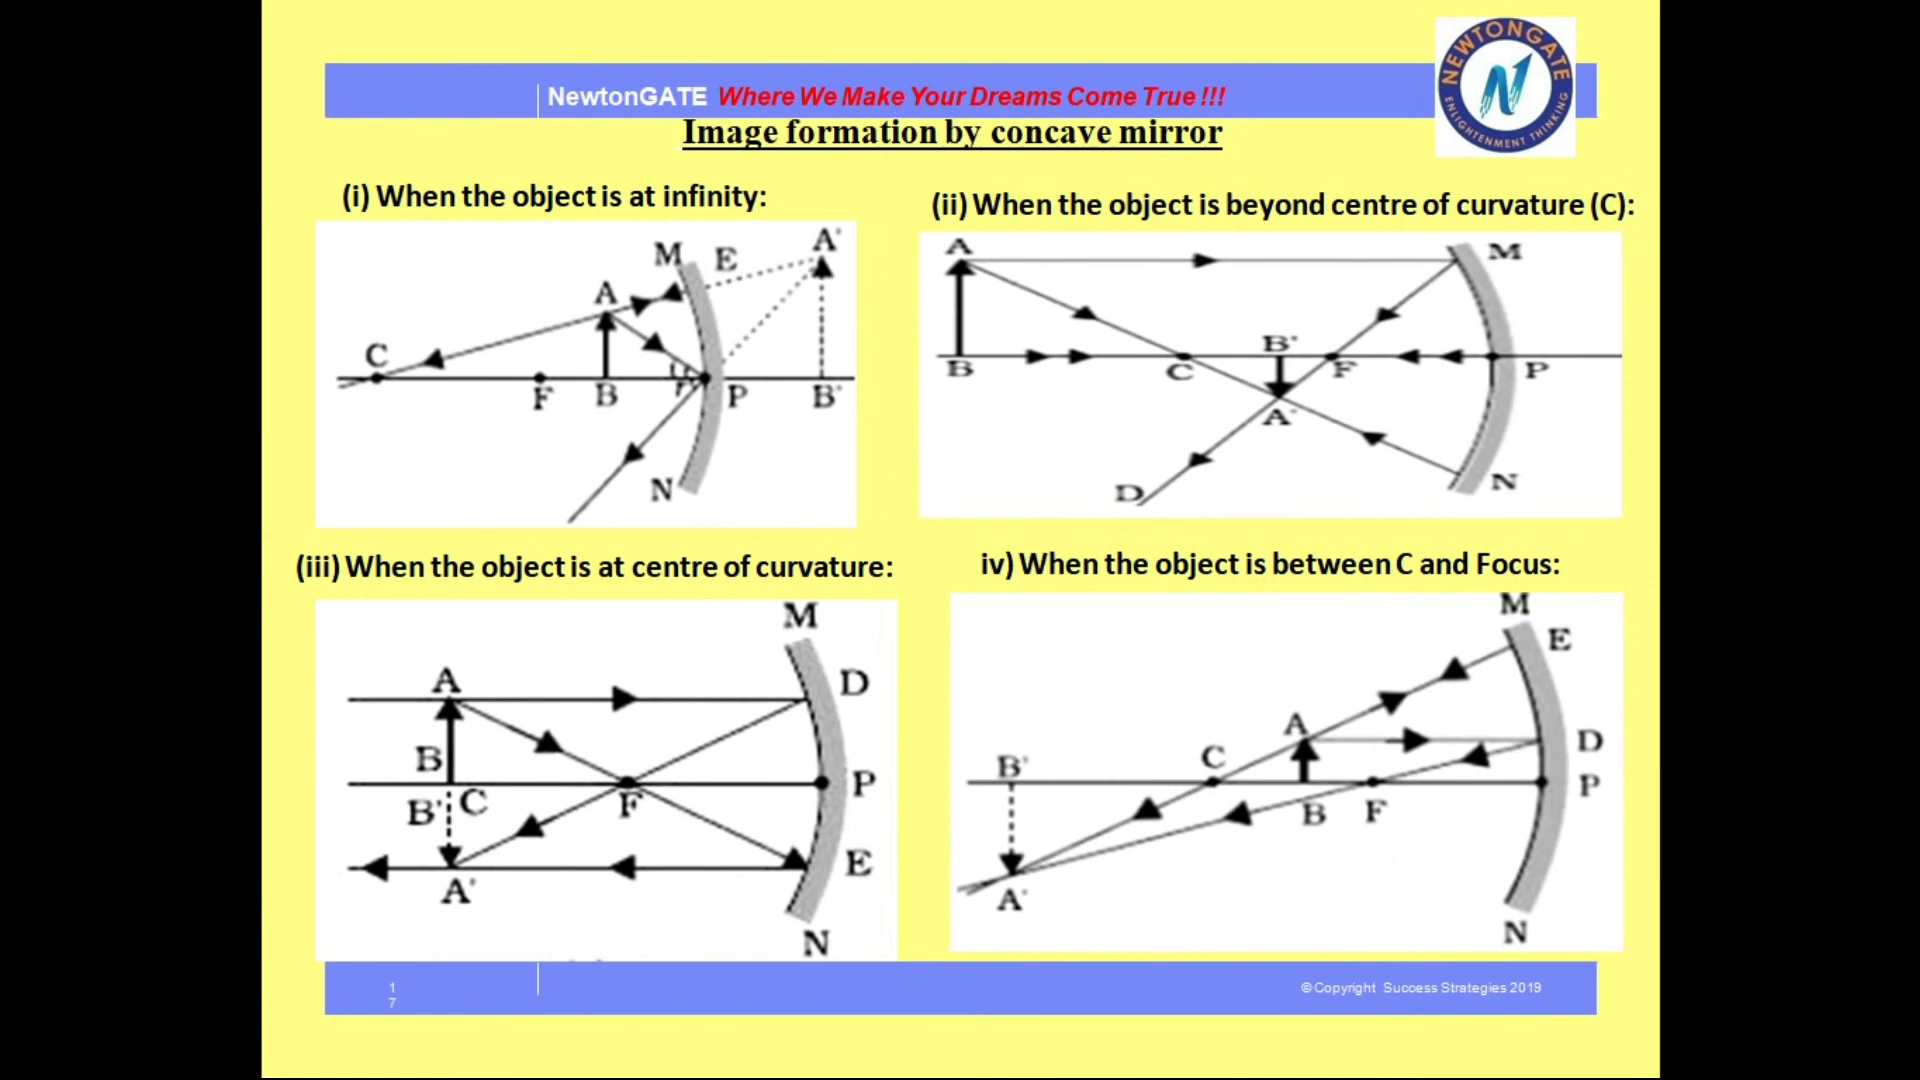 NEWTONGATE
ENLIGHTENMENT THINKING
NewtonGATE Where We Make Your Dreams Come True !!!
Image formation by concave mirror
(i) When the object is at infinity:
(ii) When the object is beyond centre of curvature (C):
M E A'
A
C
F B P B'
N
A M
B' 
B C F P
A'
D N
(iii) When the object is at centre of curvature:
iv) When the object is between C and Focus:
M
A D
B P
B' C F
E
A'
N
M
E
A D
B' C P
B F
A'
N
1
7
© Copyright Success Strategies 2019